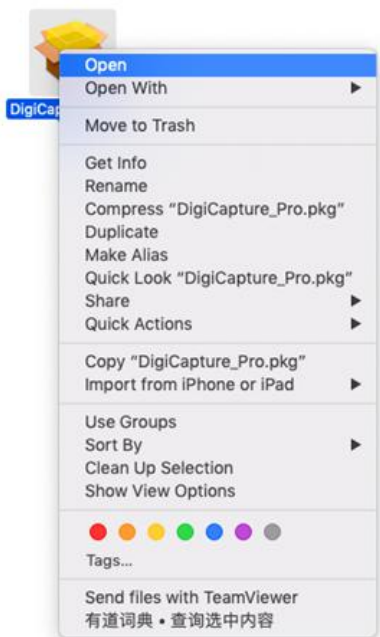 DigiCap
Open
Open With
Move to Trash
Get Info
Rename
Compress “DigiCapture_Pro.pkg”
Duplicate
Make Alias
Quick Look “DigiCapture_Pro.pkg”
Share
Quick Actions
Copy “DigiCapture_Pro.pkg”
Import from iPhone or iPad
Use Groups
Sort By
Clean Up Selection
Show View Options
Tags...
Send files with TeamViewer
有道词典 • 查询选中内容